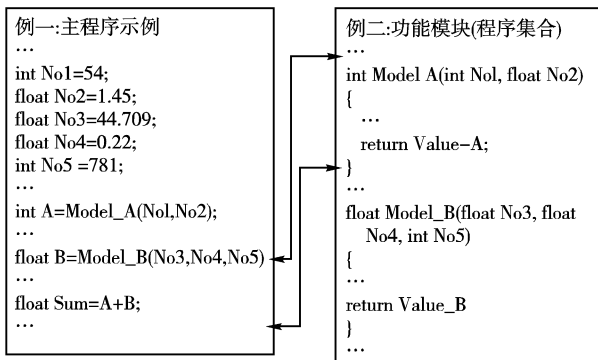 例一:主程序示例
…
int No1=54;
float No2=1.45;
float No3=44.709;
float No4=0.22;
int No5 =781;
…
int A=Model_A(Nol,No2);
…
float B=Model_B(No3,No4,No5)
…
float Sum=A+B;
…
例二:功能模块(程序集合)
…
int Model A(int Nol, float No2)
{
…
return Value-A;
}
…
float Model_B(float No3, float
No4, int No5)
{
…
return Value_B
}
…